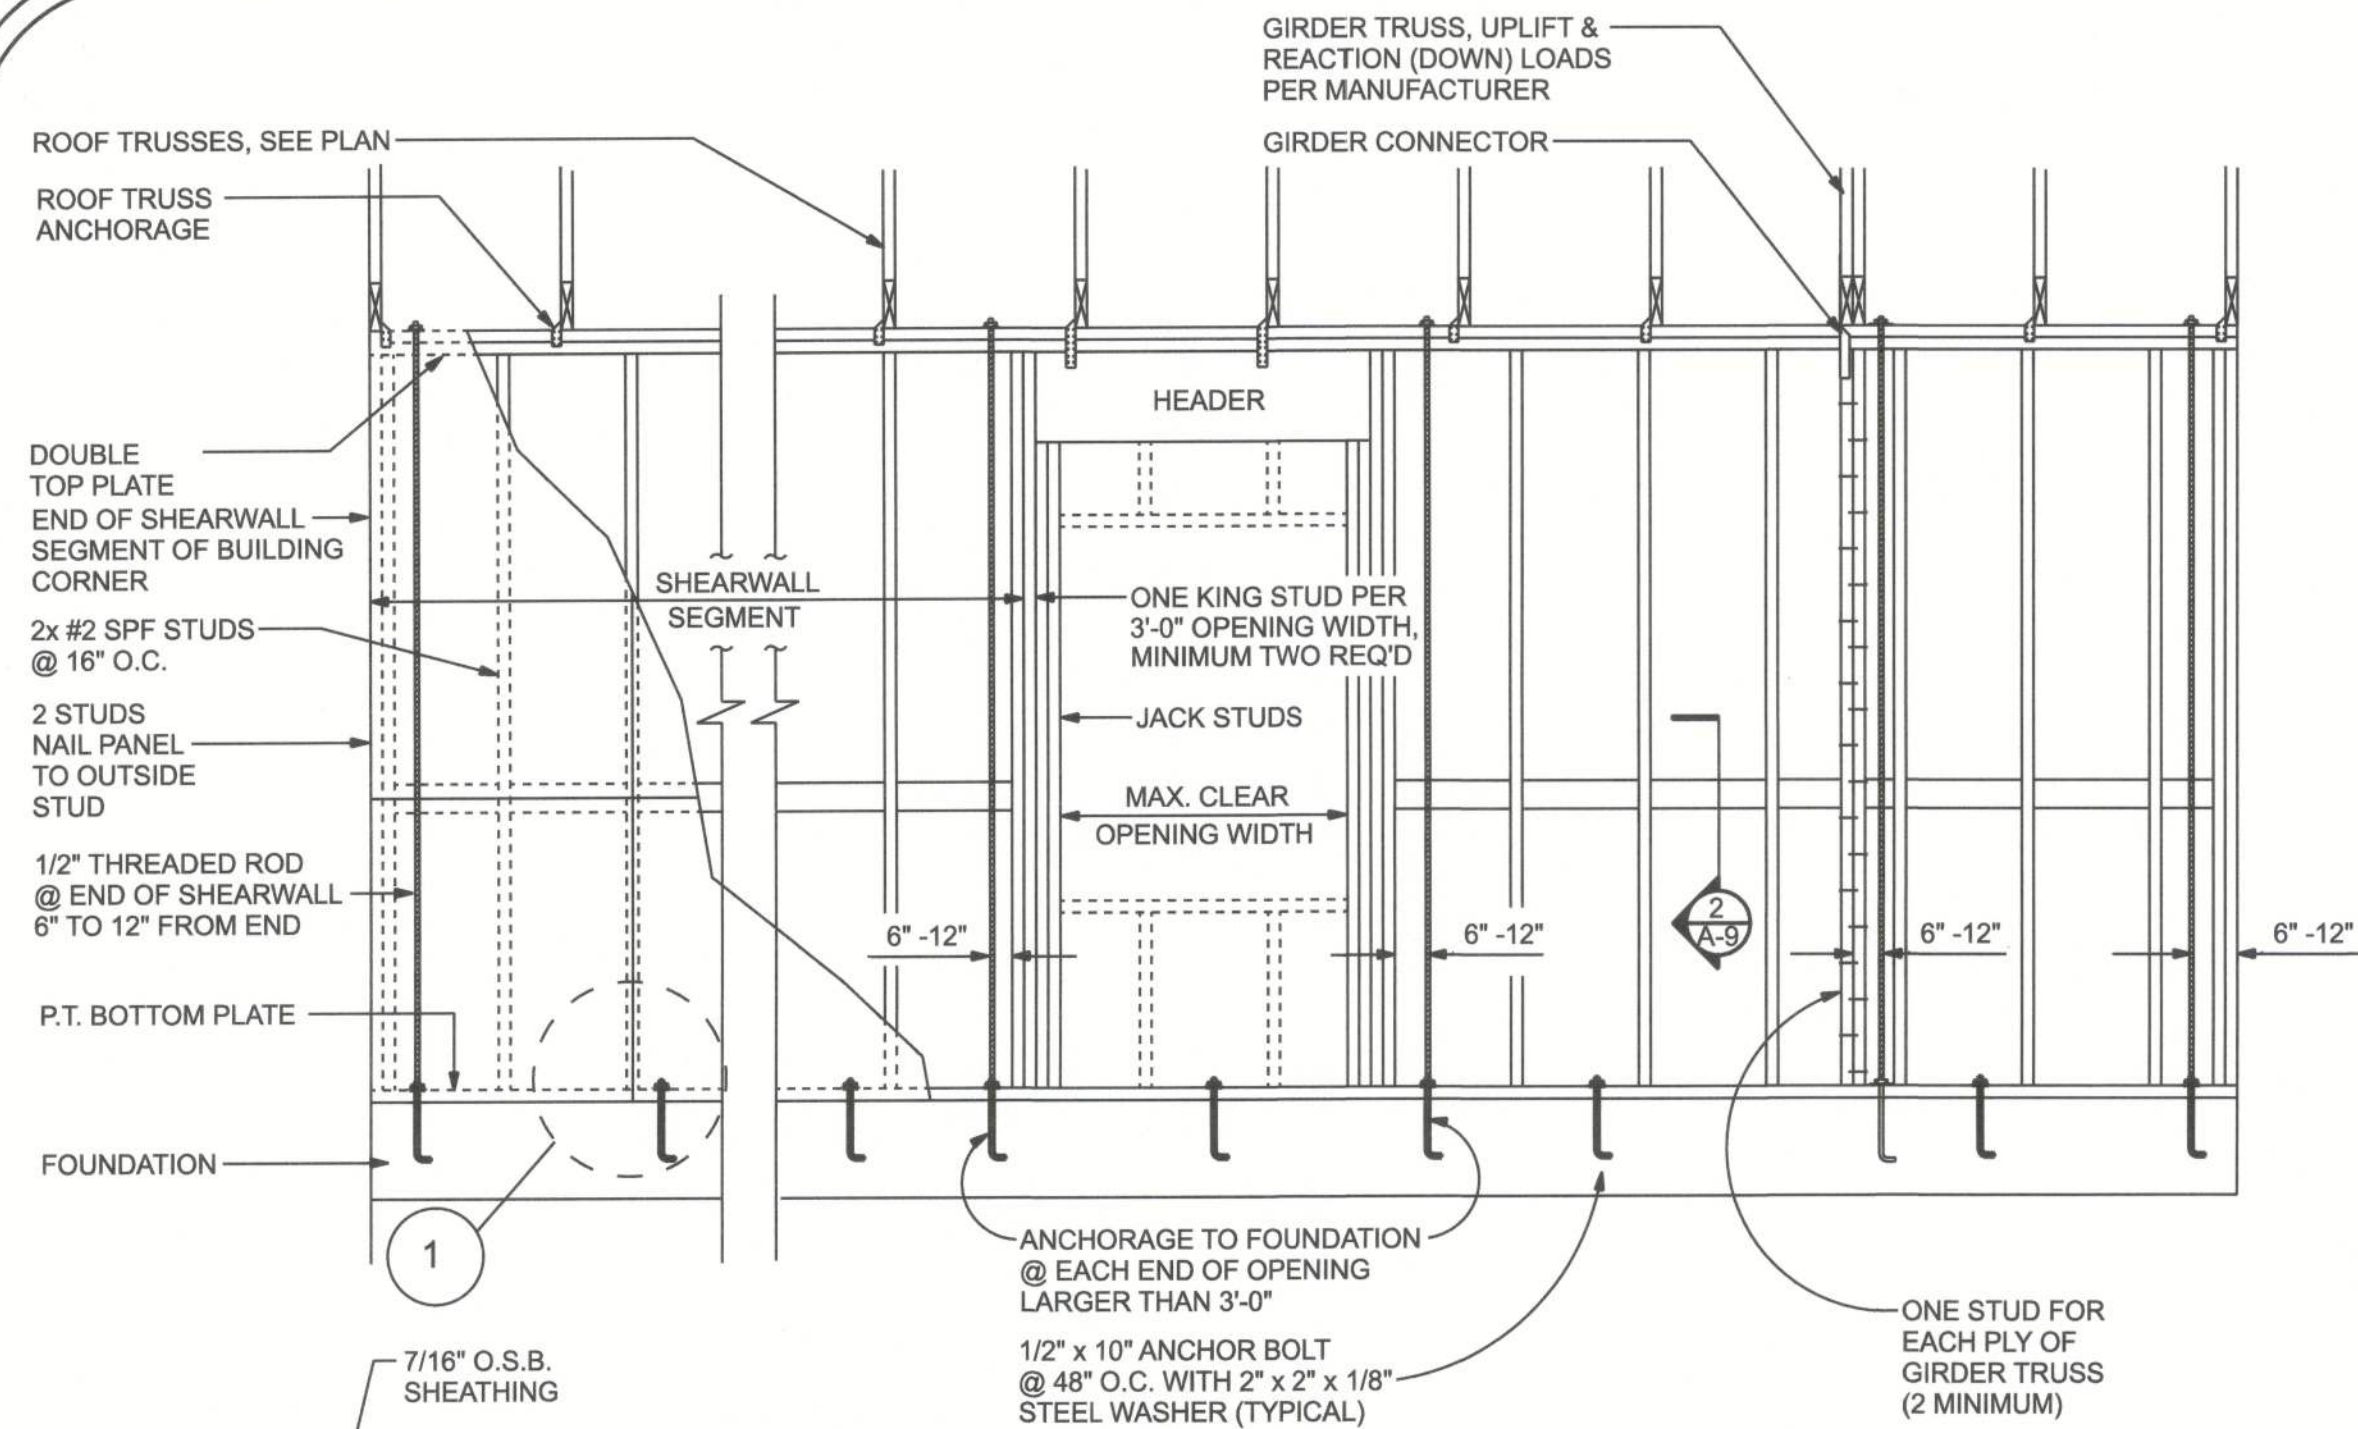 GIRDER TRUSS, UPLIFT &
REACTION (DOWN) LOADS
PER MANUFACTURER
GIRDER CONNECTOR
ROOF TRUSSES, SEE PLAN
ROOF TRUSS
ANCHORAGE
HEADER
DOUBLE
TOP PLATE
END OF SHEARWALL
SEGMENT OF BUILDING
CORNER
SHEARWALL
SEGMENT
ONE KING STUD PER
3'-0" OPENING WIDTH,
MINIMUM TWO REQ'D
2x #2 SPF STUDS
@ 16" O.C.
2 STUDS
NAIL PANEL
TO OUTSIDE
STUD
JACK STUDS
MAX. CLEAR
OPENING WIDTH
1/2" THREADED ROD
@ END OF SHEARWALL
6" TO 12" FROM END
6" -12"
6" -12"
2
A-9
6" -12"
6" -12"
P.T. BOTTOM PLATE
FOUNDATION
1
ANCHORAGE TO FOUNDATION
@ EACH END OF OPENING
LARGER THAN 3'-0"
1/2" x 10" ANCHOR BOLT
@ 48" O.C. WITH 2" x 2" x 1/8"
STEEL WASHER (TYPICAL)
ONE STUD FOR
EACH PLY OF
GIRDER TRUSS
(2 MINIMUM)
7/16" O.S.B.
SHEATHING